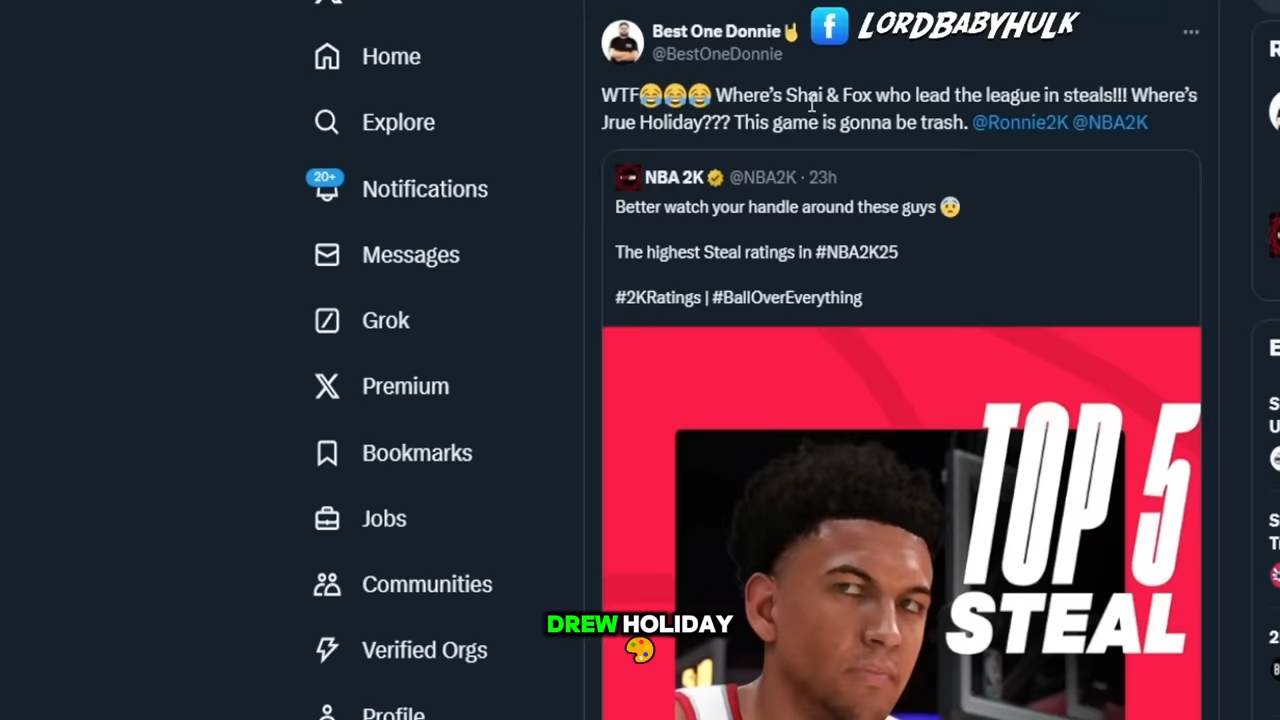 Home
Explore
20+
Notifications
Messages
Grok
Premium
Bookmarks
Jobs
Communities
Verified Orgs
Profile
Best One Donnie🤘
@BestOneDonnie
f LORDBABYHULK
WTF😂😂😂 Where's Shai & Fox who lead the league in steals!!! Where's
Jrue Holiday??? This game is gonna be trash. @Ronnie2K @NBA2K
NBA 2K @NBA2K · 23h
Better watch your handle around these guys 😨
The highest Steal ratings in #NBA2K25
#2KRatings | #BallOverEverything
TOP 5
STEAL
DREW HOLIDAY
🎨